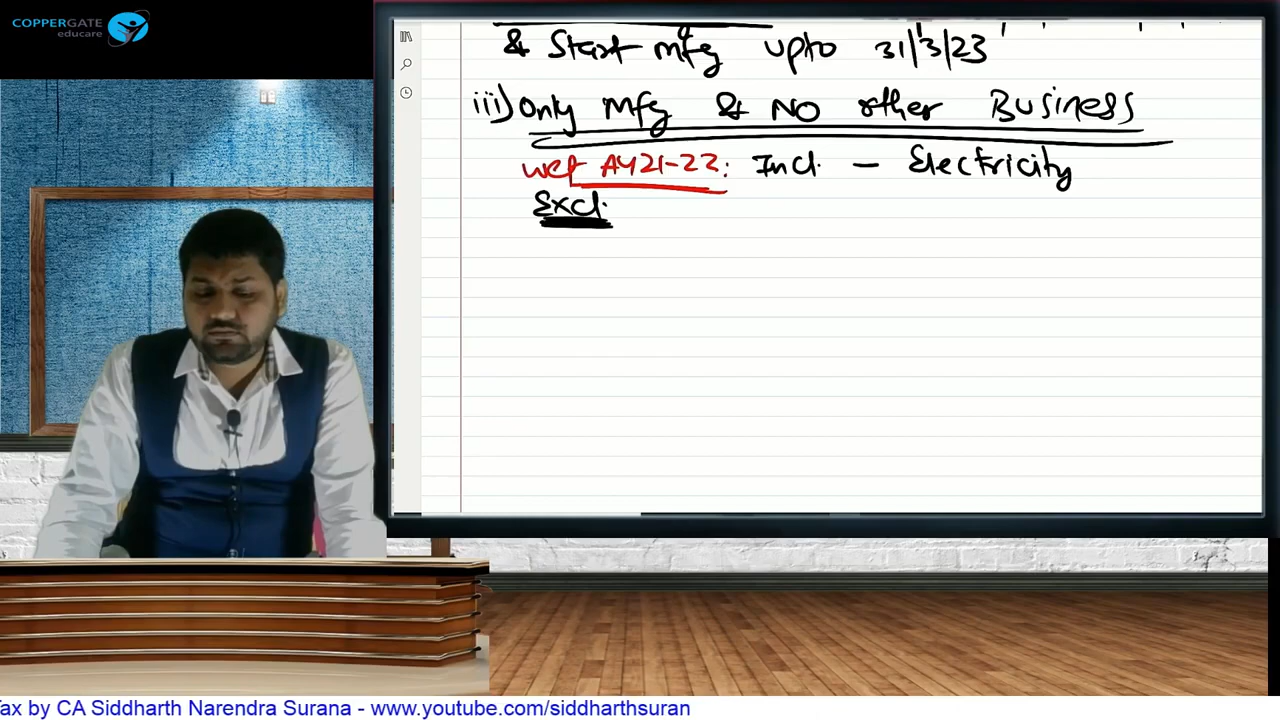 COPPERGATE
educare
& Start mfg upto 31/3/23
iii) Only Mfg & NO other Business
wef AY21-22: Incl. - Electricity
Excl.
Tax by CA Siddharth Narendra Surana - www.youtube.com/siddharthsuran